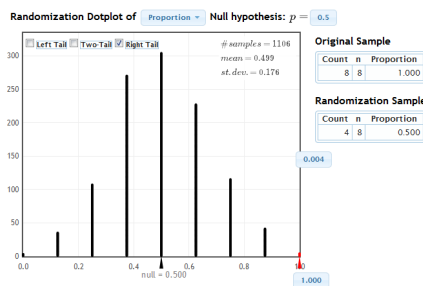 Randomization Dotplot of Proportion Null hypothesis: p = 0.5
Left Tail Two-Tail Right Tail
# samples = 1106
mean = 0.499
st.dev. = 0.176
300
250
200
150
100
50
0
0.0 0.2 0.4 0.6 0.8 1.0
null = 0.500
0.004
1.000
Original Sample
Count n Proportion
8 8 1.000
Randomization Sample
Count n Proportion
4 8 0.500